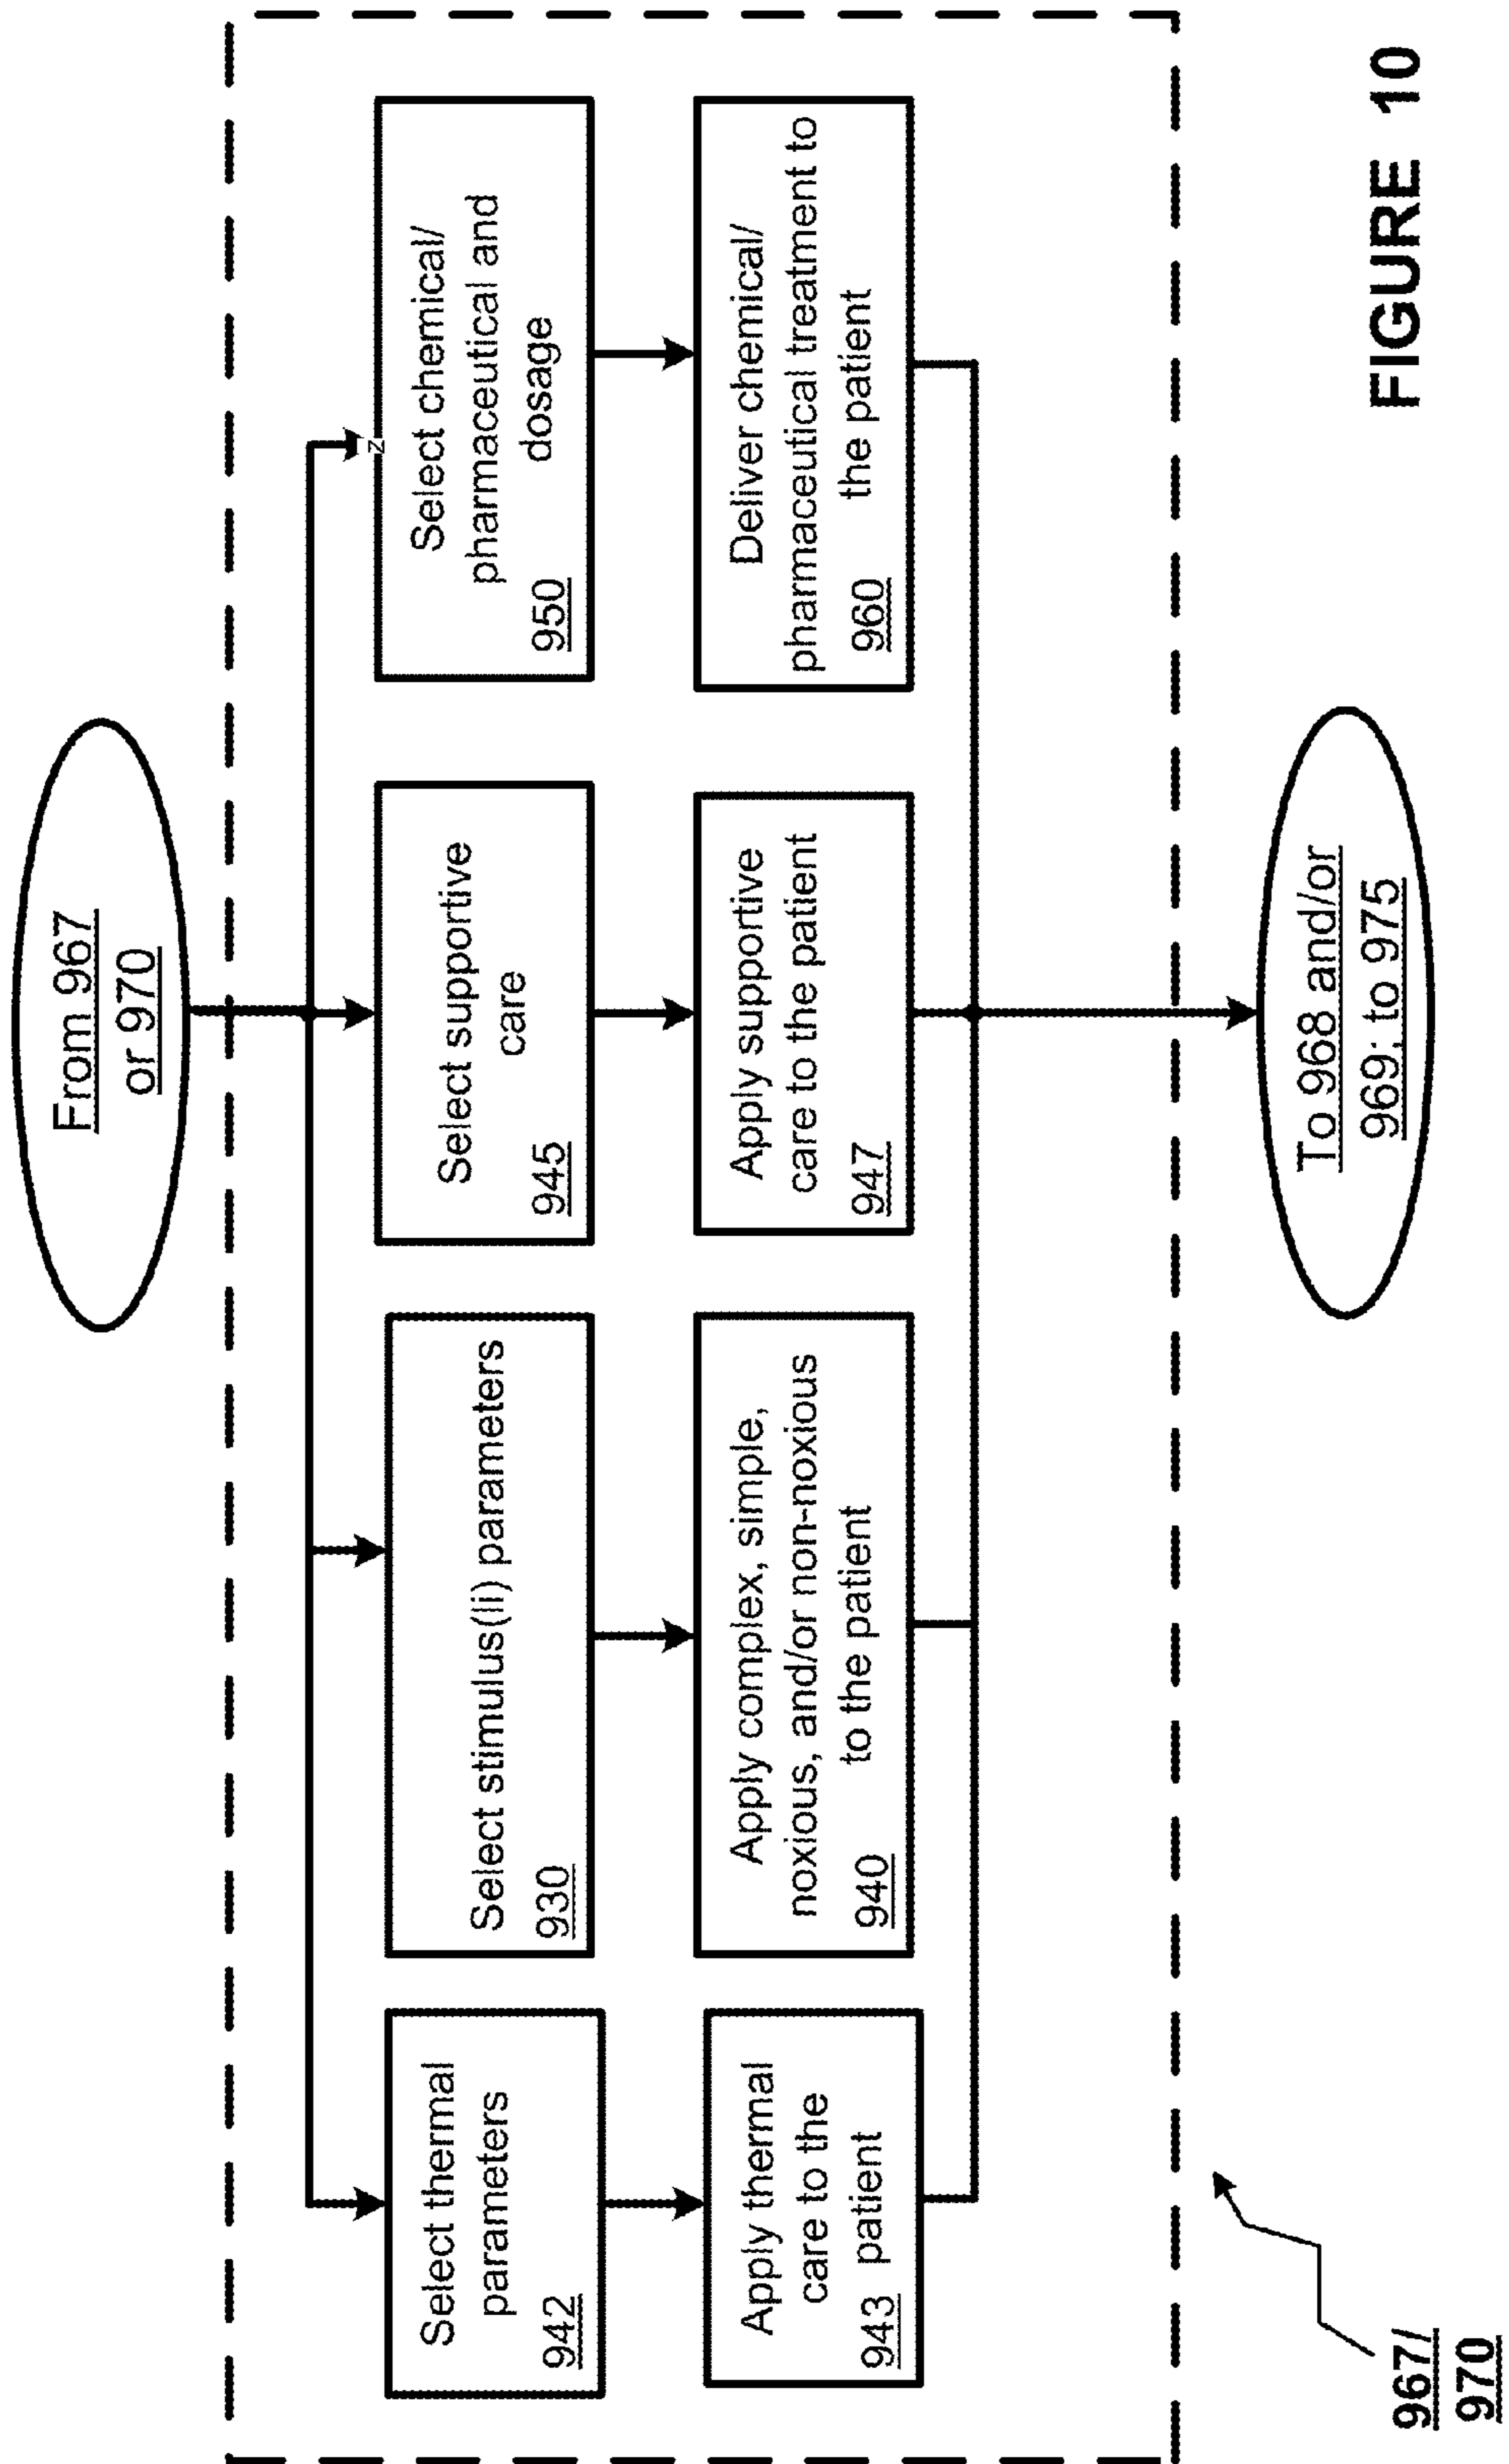 From 967
or 970
Select thermal
parameters
942
Select stimulus(li) parameters
930
Select supportive
care
945
Select chemical/
pharmaceutical and
dosage
950
z
Apply thermal
care to the
943 patient
Apply complex, simple,
noxious, and/or non-noxious
to the patient
940
Apply supportive
care to the patient
947
Deliver chemical/
pharmaceutical treatment to
the patient
960
To 968 and/or
969; to 975
967/
970
FIGURE 10